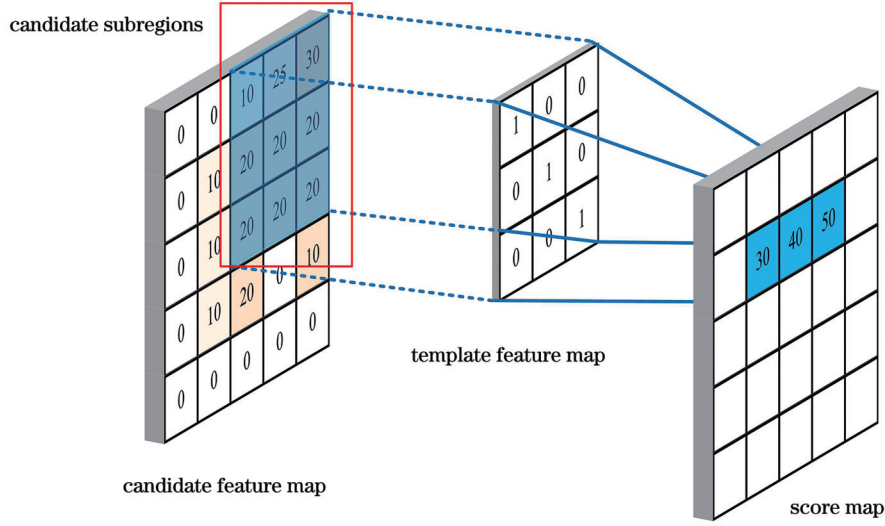 candidate subregions
0 0 10 25 30
0 10 20 20 20
0 10 20 20 20
0 10 20 0 10
0 0 0 0 0
candidate feature map
1 0 0
0 1 0
0 0 1
template feature map
30 40 50
score map